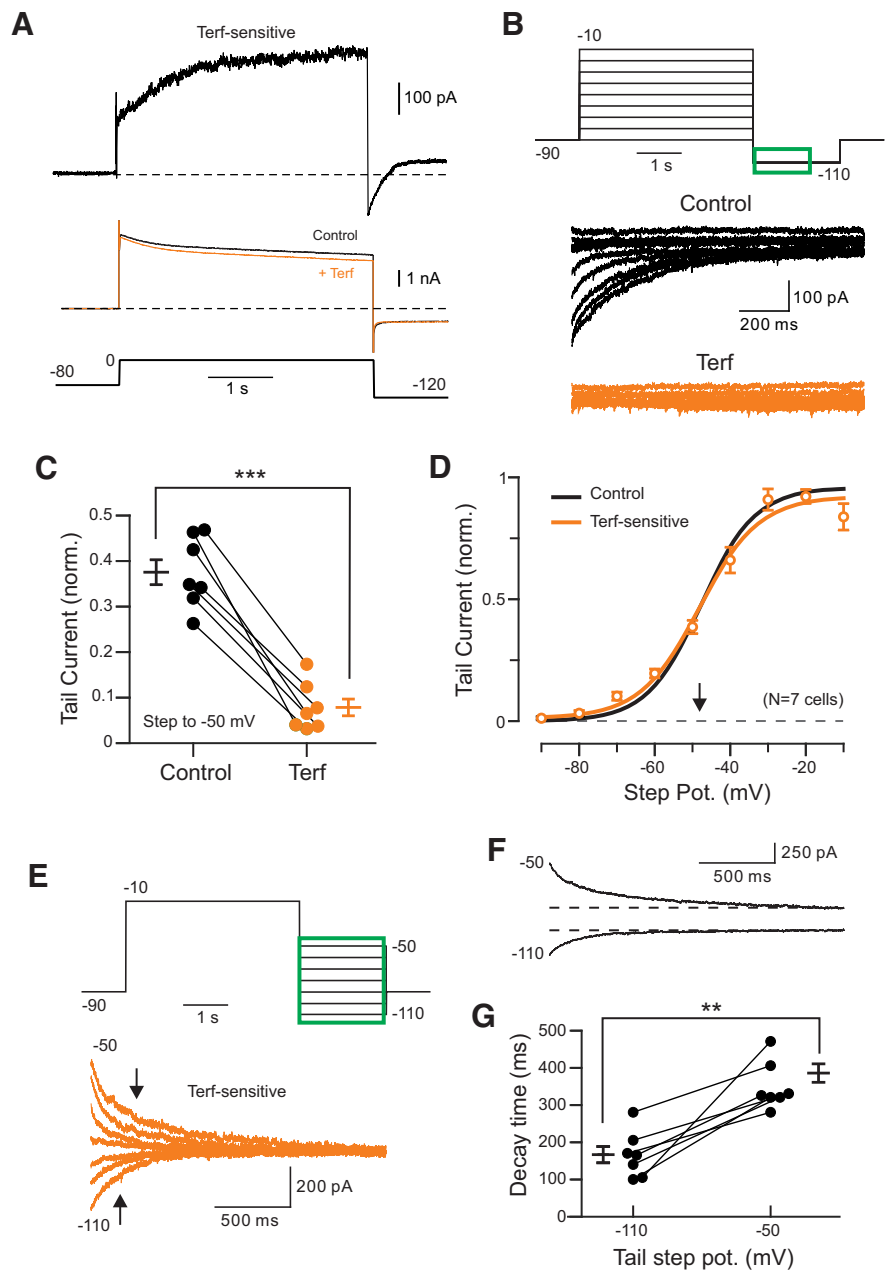 A
Terf-sensitive
100 pA
Control
+ Terf
1 nA
-80
0
-120
1 s
B
-10
-90
1 s
-110
Control
100 pA
200 ms
Terf
C
***
Tail Current (norm.)
0.5
0.4
0.3
0.2
0.1
0
Step to -50 mV
Control
Terf
D
Tail Current (norm.)
1
0.5
0
Control
Terf-sensitive
(N=7 cells)
-80
-60
-40
-20
Step Pot. (mV)
E
-10
-90
-50
-110
1 s
-50
Terf-sensitive
-110
200 pA
500 ms
F
-50
250 pA
500 ms
-110
G
**
Decay time (ms)
500
400
300
200
100
0
-110
-50
Tail step pot. (mV)